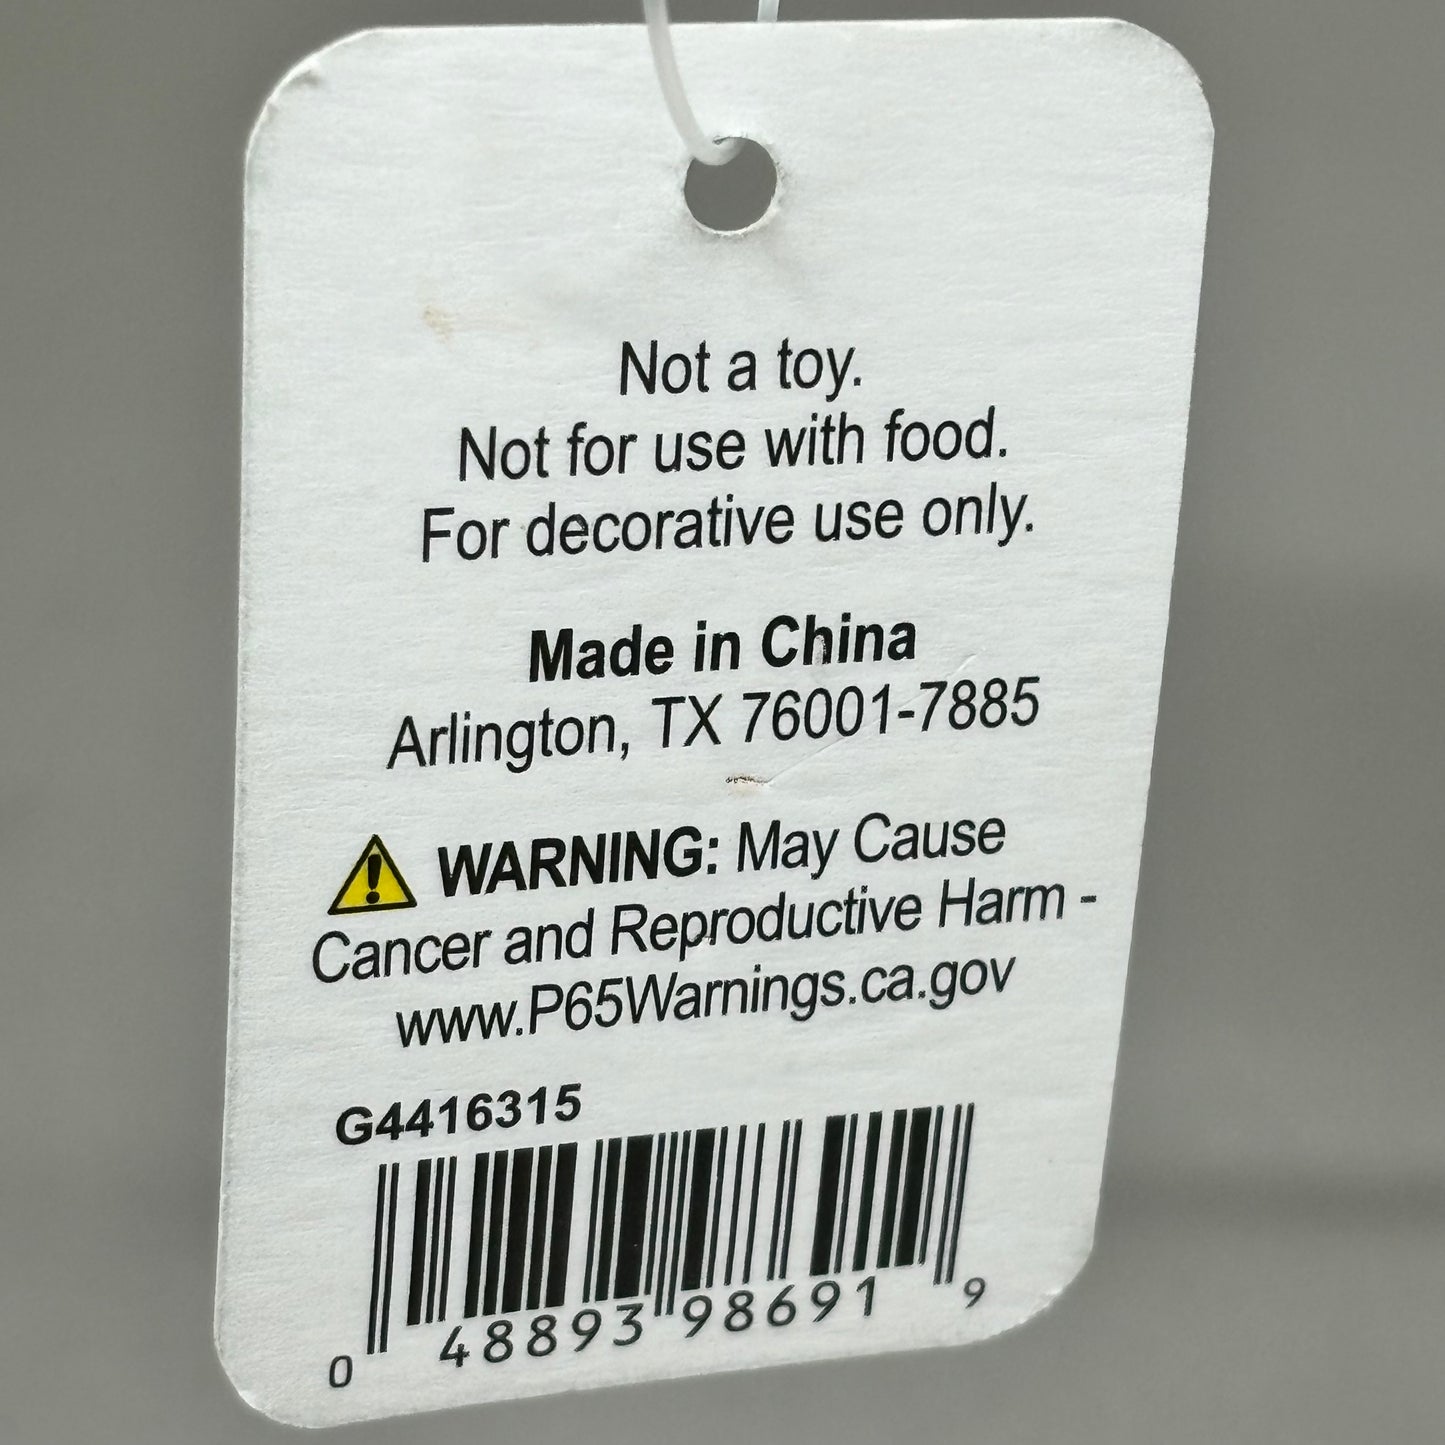 Not a toy.
Not for use with food.
For decorative use only.
Made in China
Arlington, TX 76001-7885
WARNING: May Cause
Cancer and Reproductive Harm -
www.P65Warnings.ca.gov
G4416315
0 48893 98691 9